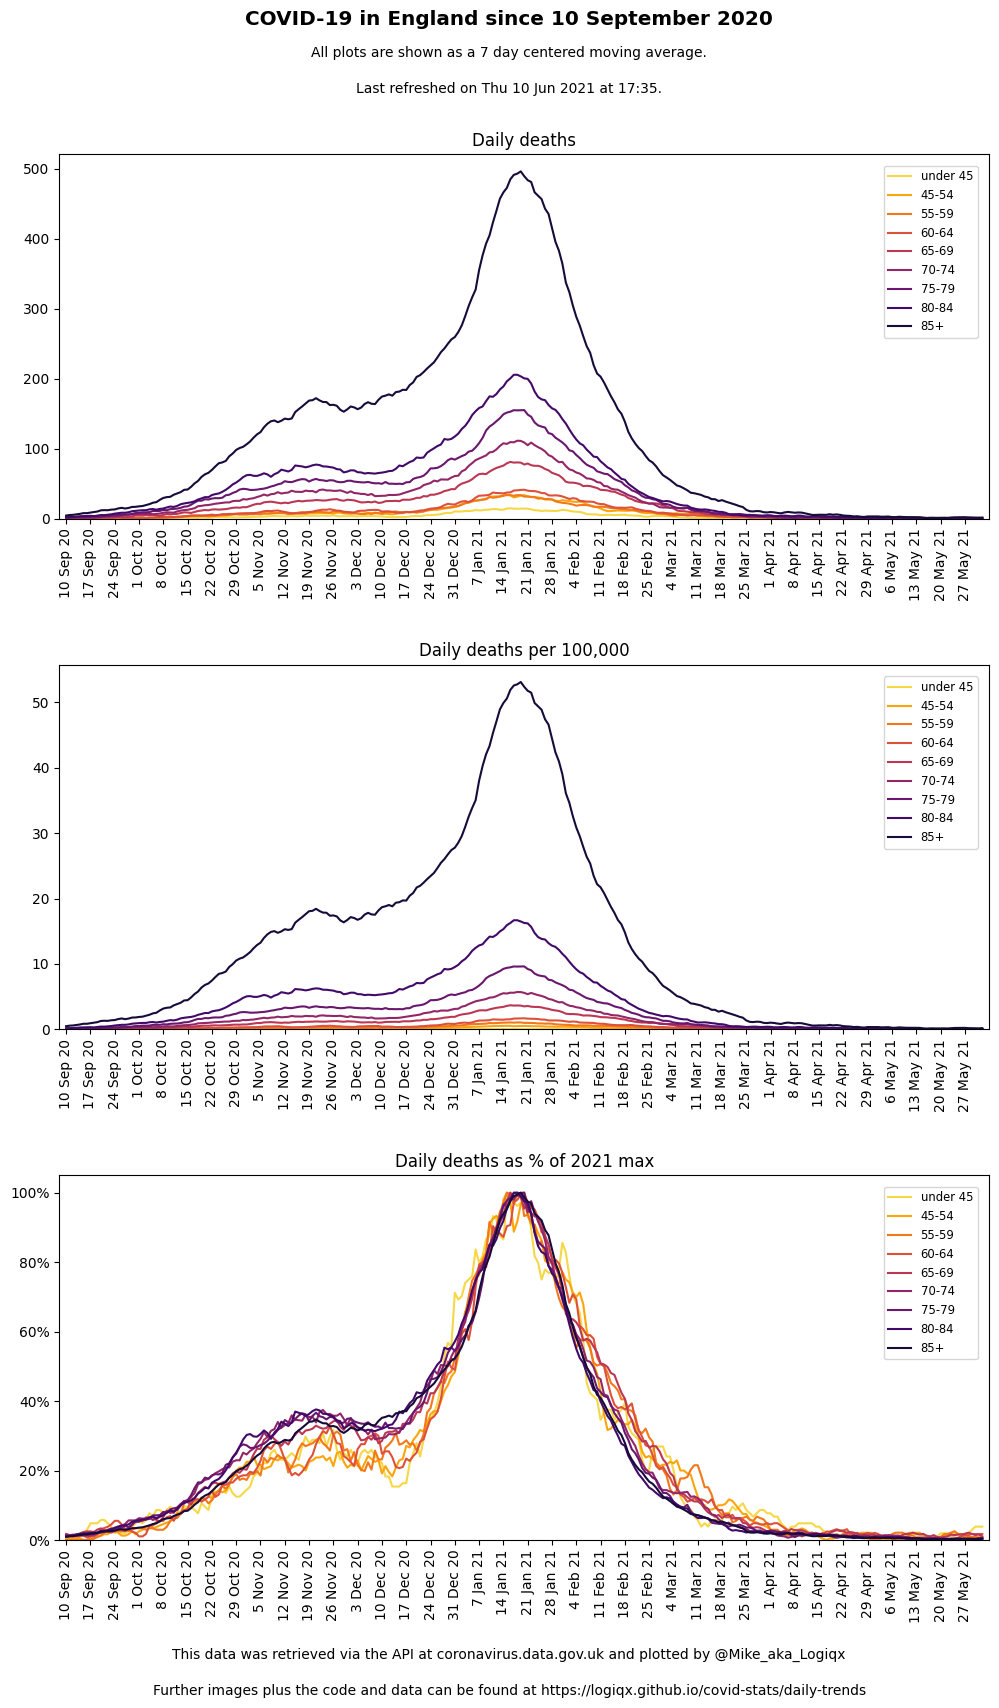 COVID-19 in England since 10 September 2020
All plots are shown as a 7 day centered moving average.
Last refreshed on Thu 10 Jun 2021 at 17:35.
Daily deaths
500
400
300
200
100
0
under 45
45-54
55-59
60-64
65-69
70-74
75-79
80-84
85+
10 Sep 20
17 Sep 20
24 Sep 20
1 Oct 20
8 Oct 20
15 Oct 20
22 Oct 20
29 Oct 20
5 Nov 20
12 Nov 20
19 Nov 20
26 Nov 20
3 Dec 20
10 Dec 20
17 Dec 20
24 Dec 20
31 Dec 20
7 Jan 21
14 Jan 21
21 Jan 21
28 Jan 21
4 Feb 21
11 Feb 21
18 Feb 21
25 Feb 21
4 Mar 21
11 Mar 21
18 Mar 21
25 Mar 21
1 Apr 21
8 Apr 21
15 Apr 21
22 Apr 21
29 Apr 21
6 May 21
13 May 21
20 May 21
27 May 21
Daily deaths per 100,000
50
40
30
20
10
0
under 45
45-54
55-59
60-64
65-69
70-74
75-79
80-84
85+
10 Sep 20
17 Sep 20
24 Sep 20
1 Oct 20
8 Oct 20
15 Oct 20
22 Oct 20
29 Oct 20
5 Nov 20
12 Nov 20
19 Nov 20
26 Nov 20
3 Dec 20
10 Dec 20
17 Dec 20
24 Dec 20
31 Dec 20
7 Jan 21
14 Jan 21
21 Jan 21
28 Jan 21
4 Feb 21
11 Feb 21
18 Feb 21
25 Feb 21
4 Mar 21
11 Mar 21
18 Mar 21
25 Mar 21
1 Apr 21
8 Apr 21
15 Apr 21
22 Apr 21
29 Apr 21
6 May 21
13 May 21
20 May 21
27 May 21
Daily deaths as % of 2021 max
100%
80%
60%
40%
20%
0%
under 45
45-54
55-59
60-64
65-69
70-74
75-79
80-84
85+
10 Sep 20
17 Sep 20
24 Sep 20
1 Oct 20
8 Oct 20
15 Oct 20
22 Oct 20
29 Oct 20
5 Nov 20
12 Nov 20
19 Nov 20
26 Nov 20
3 Dec 20
10 Dec 20
17 Dec 20
24 Dec 20
31 Dec 20
7 Jan 21
14 Jan 21
21 Jan 21
28 Jan 21
4 Feb 21
11 Feb 21
18 Feb 21
25 Feb 21
4 Mar 21
11 Mar 21
18 Mar 21
25 Mar 21
1 Apr 21
8 Apr 21
15 Apr 21
22 Apr 21
29 Apr 21
6 May 21
13 May 21
20 May 21
27 May 21
This data was retrieved via the API at coronavirus.data.gov.uk and plotted by @Mike_aka_Logiqx
Further images plus the code and data can be found at https://logiqx.github.io/covid-stats/daily-trends